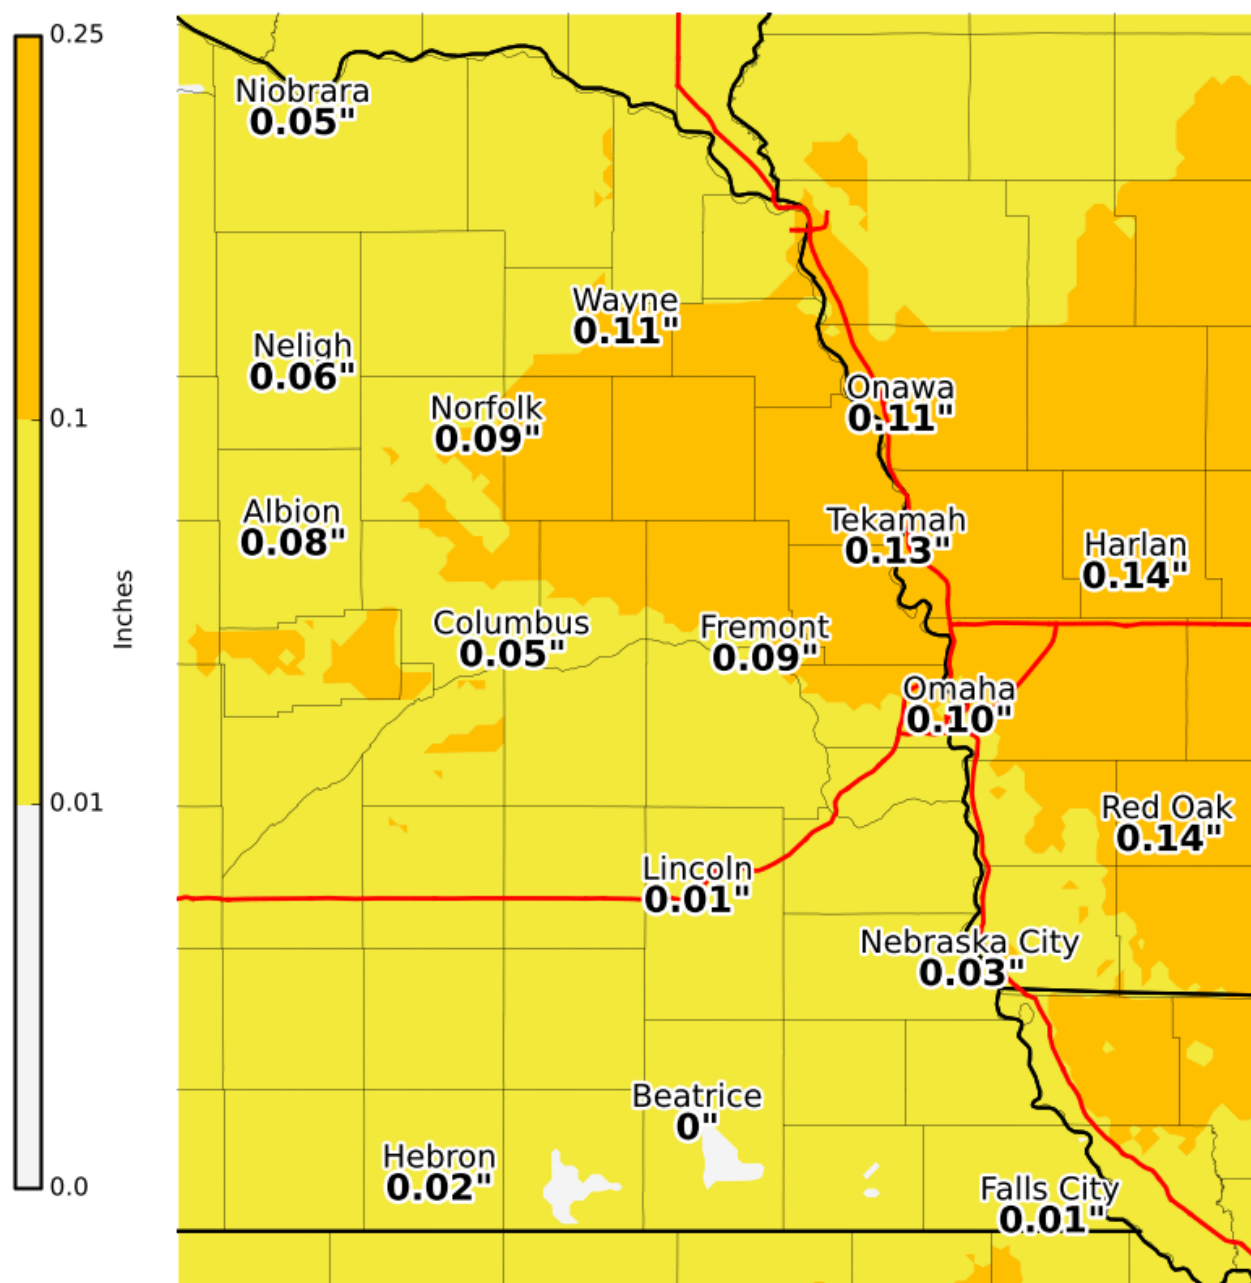 0.25
0.1
0.01
0.0
Inches
Niobrara
0.05"
Wayne
0.11"
Neligh
0.06"
Onawa
0.11"
Norfolk
0.09"
Albion
0.08"
Tekamah
0.13"
Harlan
0.14"
Columbus
0.05"
Fremont
0.09"
Omaha
0.10"
Red Oak
0.14"
Lincoln
0.01"
Nebraska City
0.03"
Beatrice
0"
Hebron
0.02"
Falls City
0.01"